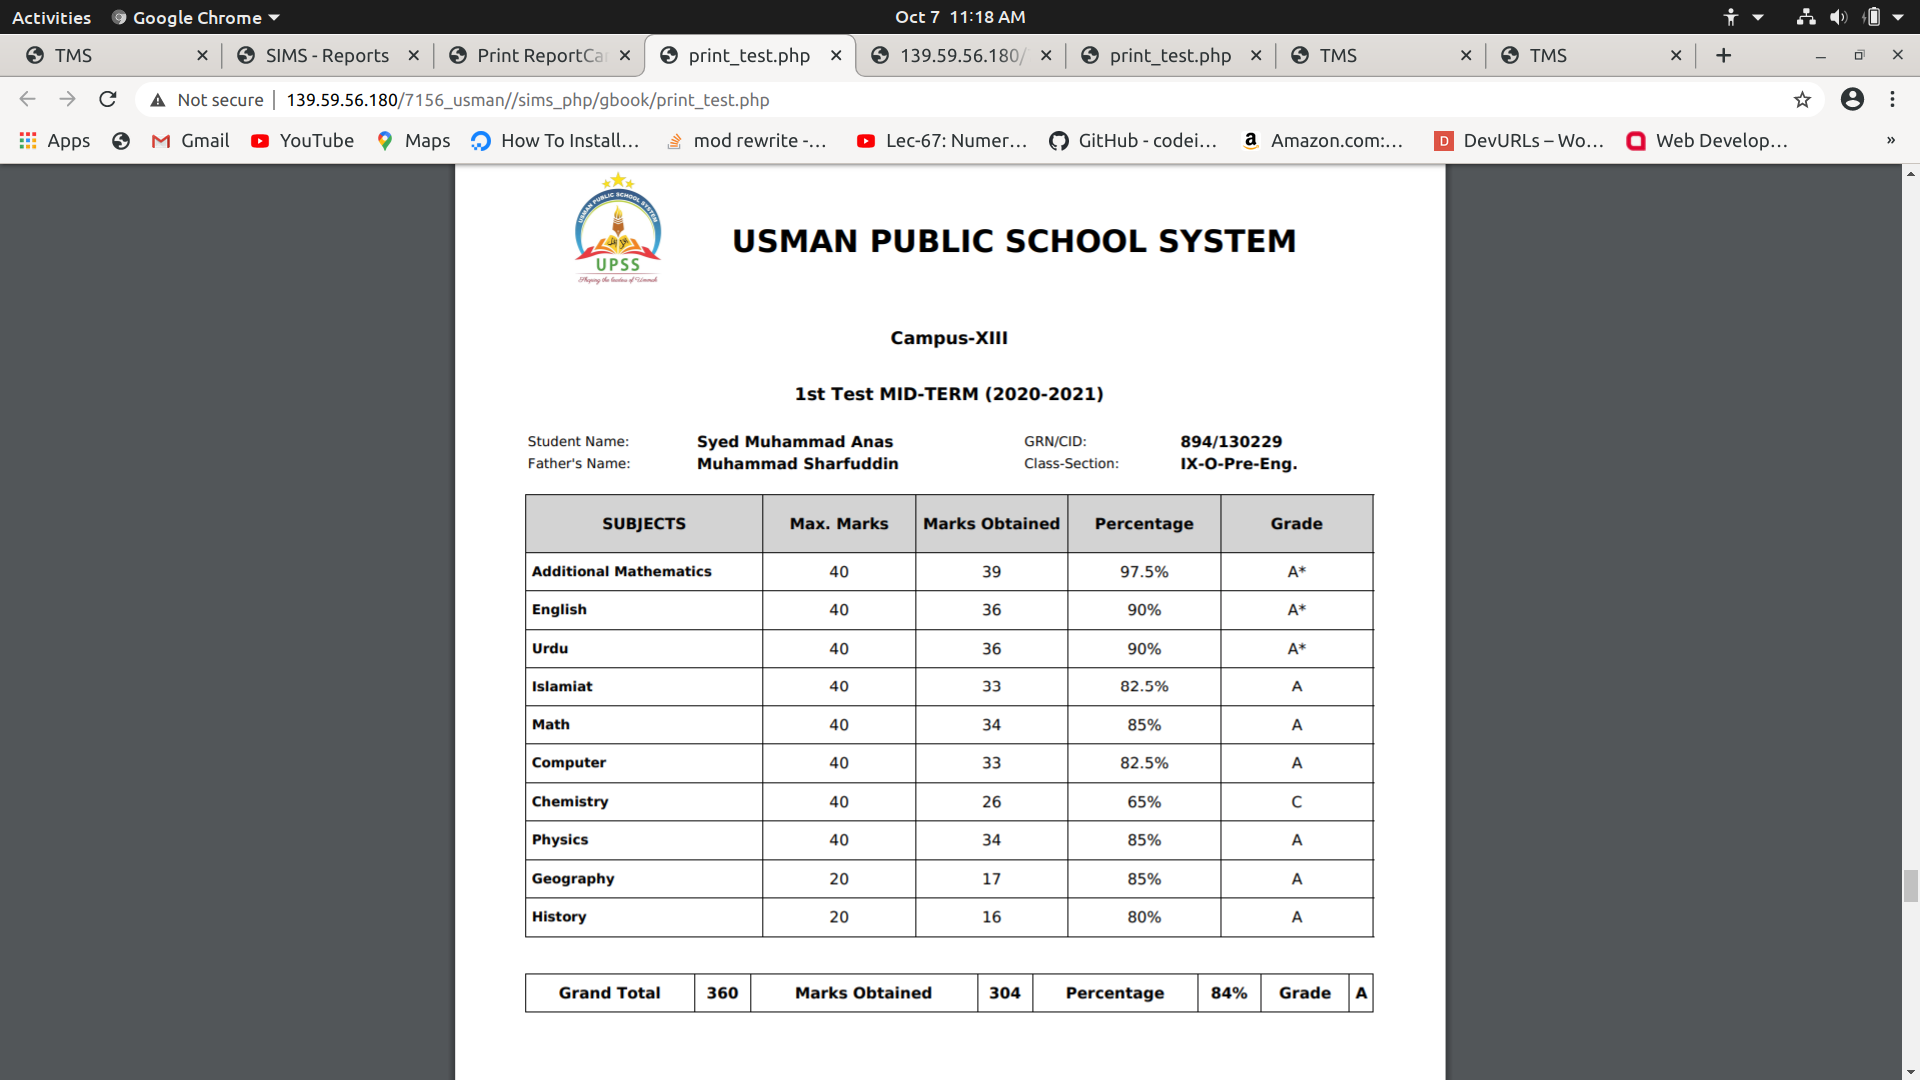 Activities Google Chrome Oct 7 11:18 AM
TMS SIMS - Reports Print ReportCa print_test.php 139.59.56.180/ print_test.php TMS TMS
Not secure 139.59.56.180/7156_usman//sims_php/gbook/print_test.php
Apps Gmail YouTube Maps How To Install... mod rewrite -... Lec-67: Numer... GitHub - codei... Amazon.com:... DevURLs – Wo... Web Develop... »
USMAN PUBLIC SCHOOL SYSTEM
UPSS
Shaping the leaders of Ummah
USMAN PUBLIC SCHOOL SYSTEM
Campus-XIII
1st Test MID-TERM (2020-2021)
Student Name: Syed Muhammad Anas GRN/CID: 894/130229
Father's Name: Muhammad Sharfuddin Class-Section: IX-O-Pre-Eng.
SUBJECTS Max. Marks Marks Obtained Percentage Grade
Additional Mathematics 40 39 97.5% A*
English 40 36 90% A*
Urdu 40 36 90% A*
Islamiat 40 33 82.5% A
Math 40 34 85% A
Computer 40 33 82.5% A
Chemistry 40 26 65% C
Physics 40 34 85% A
Geography 20 17 85% A
History 20 16 80% A
Grand Total 360 Marks Obtained 304 Percentage 84% Grade A